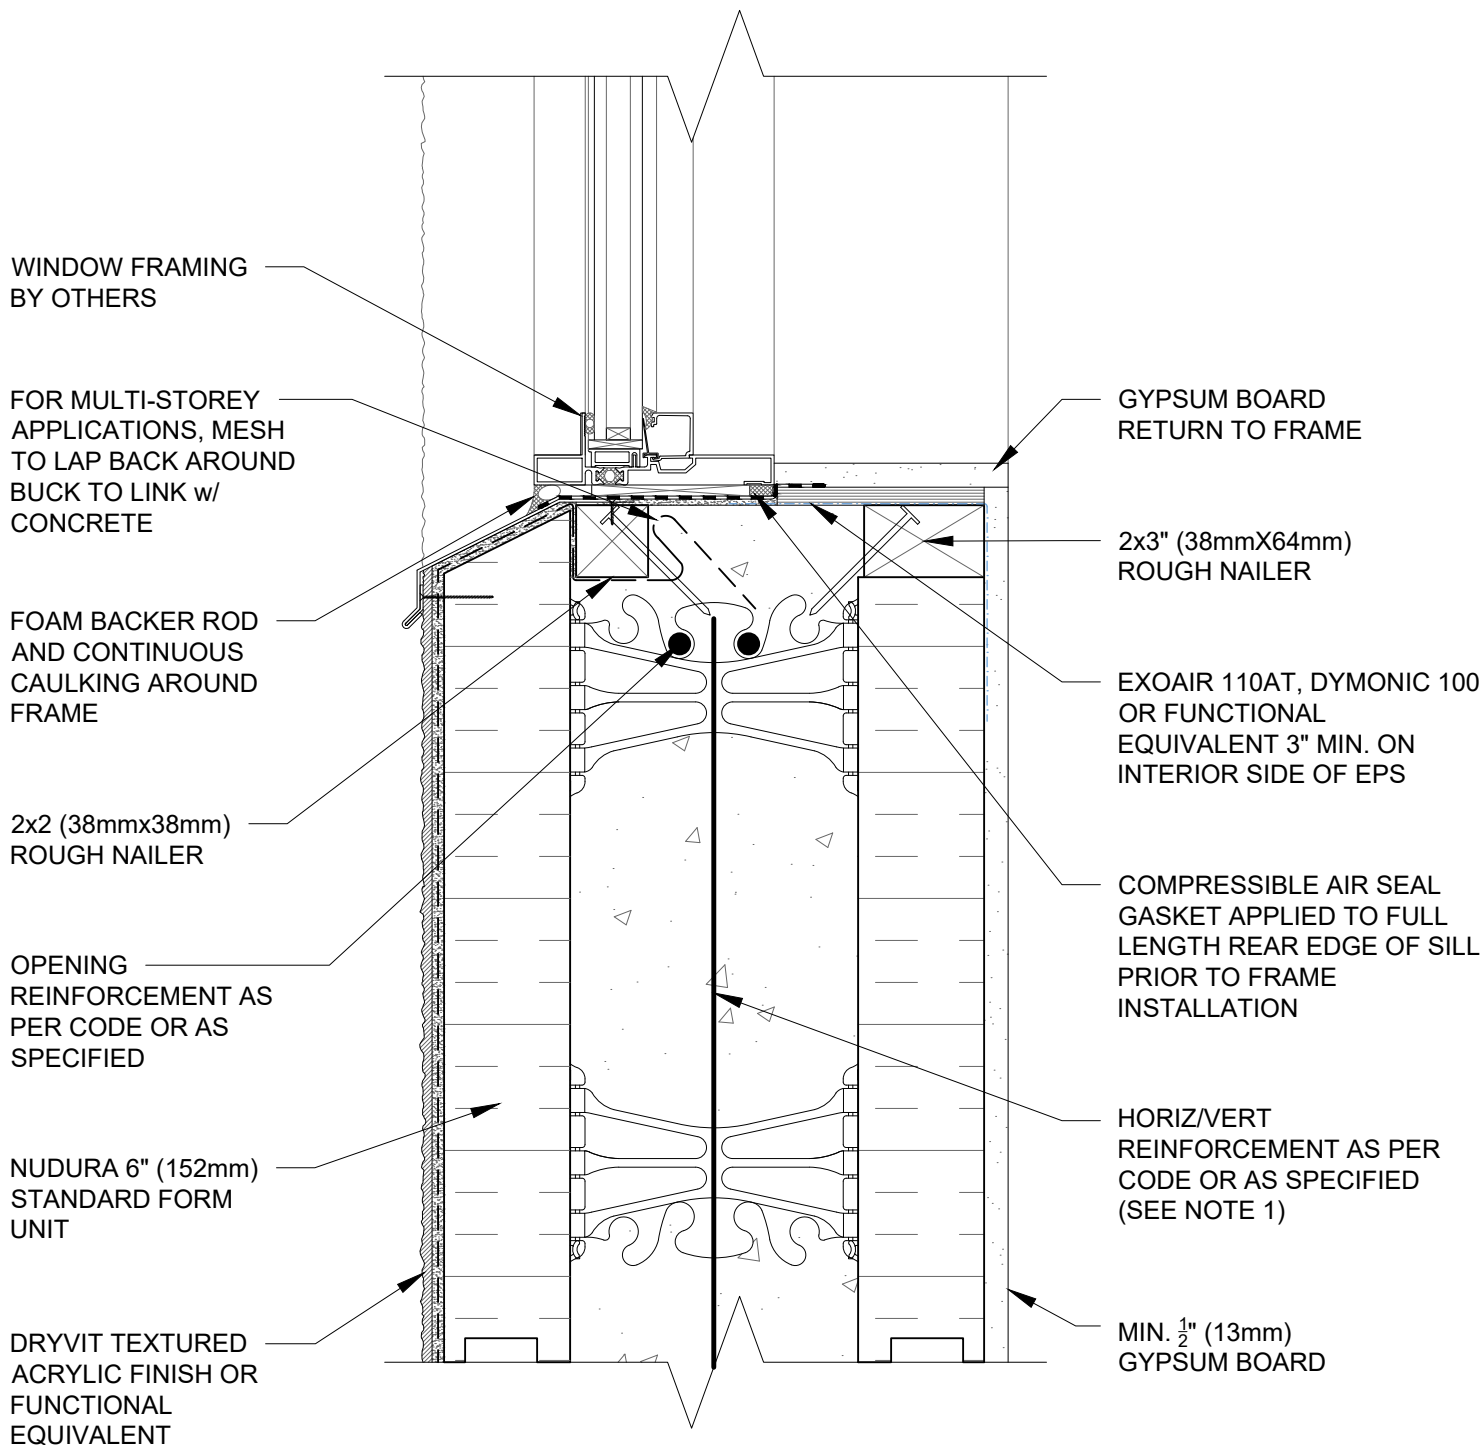 WINDOW FRAMING
BY OTHERS
FOR MULTI-STOREY
APPLICATIONS, MESH
TO LAP BACK AROUND
BUCK TO LINK w/
CONCRETE
FOAM BACKER ROD
AND CONTINUOUS
CAULKING AROUND
FRAME
2x2 (38mmx38mm)
ROUGH NAILER
OPENING
REINFORCEMENT AS
PER CODE OR AS
SPECIFIED
NUDURA 6" (152mm)
STANDARD FORM
UNIT
DRYVIT TEXTURED
ACRYLIC FINISH OR
FUNCTIONAL
EQUIVALENT
GYPSUM BOARD
RETURN TO FRAME
2x3" (38mmX64mm)
ROUGH NAILER
EXOAIR 110AT, DYMONIC 100
OR FUNCTIONAL
EQUIVALENT 3" MIN. ON
INTERIOR SIDE OF EPS
COMPRESSIBLE AIR SEAL
GASKET APPLIED TO FULL
LENGTH REAR EDGE OF SILL
PRIOR TO FRAME
INSTALLATION
HORIZ/VERT
REINFORCEMENT AS PER
CODE OR AS SPECIFIED
(SEE NOTE 1)
MIN. 1/2" (13mm)
GYPSUM BOARD